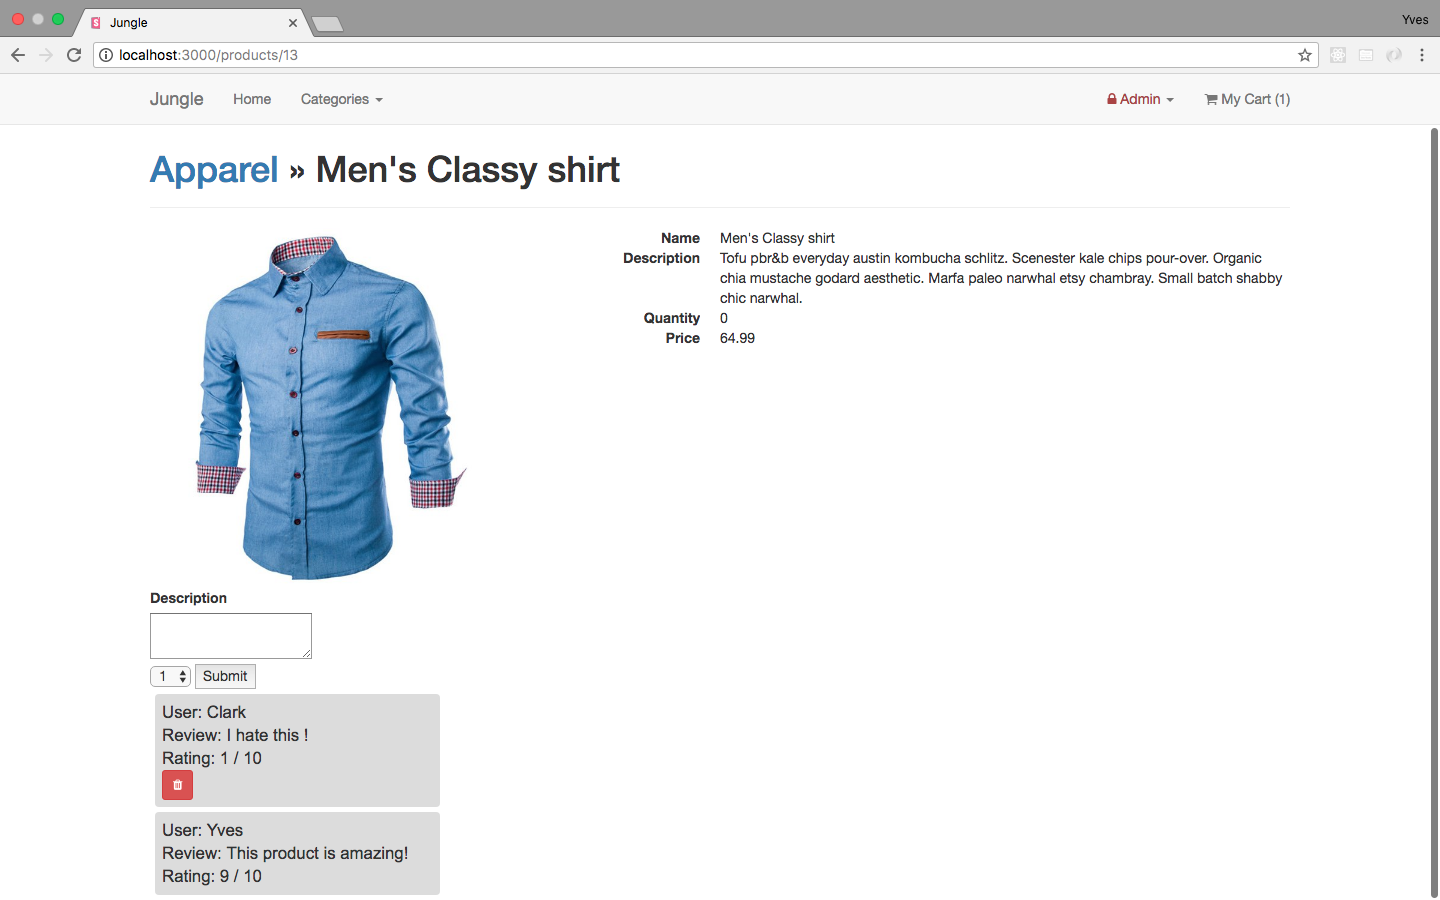 Jungle
Yves
localhost:3000/products/13
Jungle Home Categories Admin My Cart (1)
Apparel » Men's Classy shirt
Name Men's Classy shirt
Description Tofu pbr&b everyday austin kombucha schlitz. Scenester kale chips pour-over. Organic
chia mustache godard aesthetic. Marfa paleo narwhal etsy chambray. Small batch shabby
chic narwhal.
Quantity 0
Price 64.99
Description
1 Submit
User: Clark
Review: I hate this !
Rating: 1 / 10
User: Yves
Review: This product is amazing!
Rating: 9 / 10